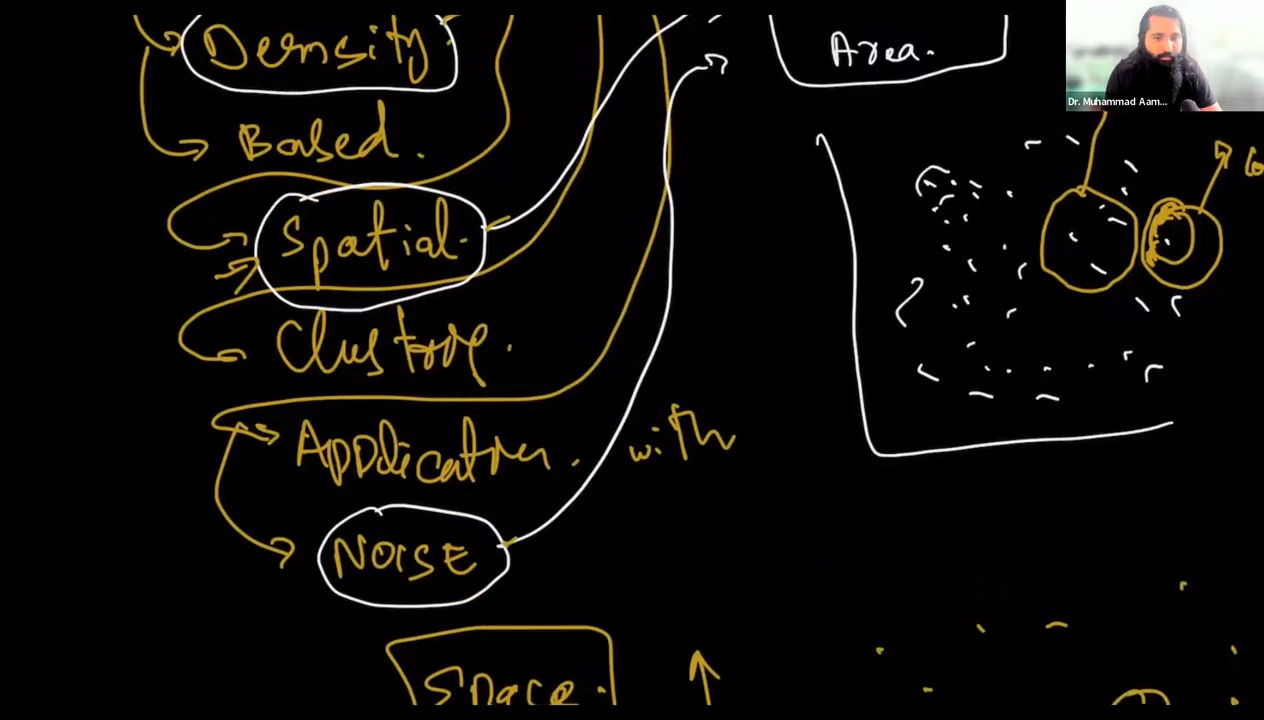 Density
Area.
Dr. Muhammad Aam...
Based.
Spatial.
Clustering.
Application. with
NOISE
Space.